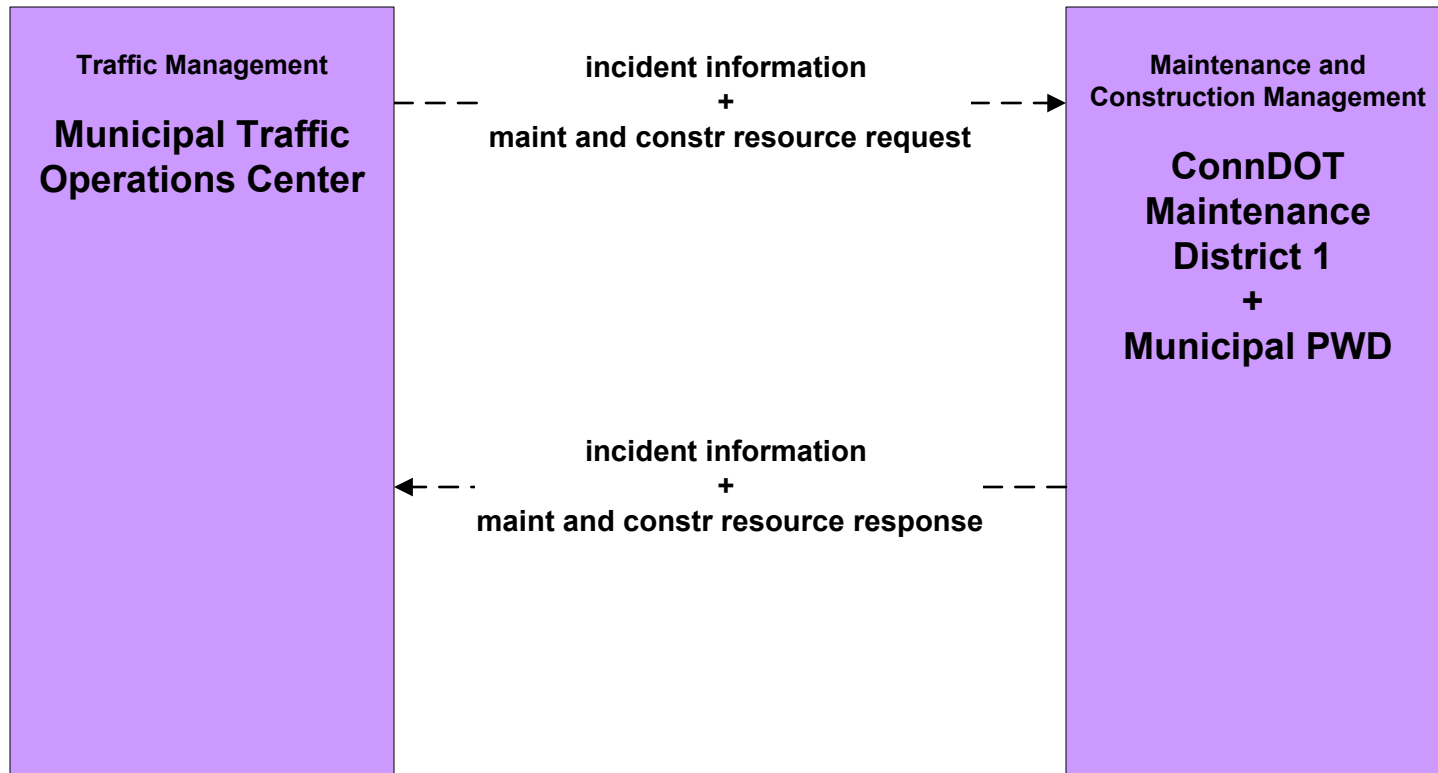 Traffic Management
Municipal Traffic
Operations Center
incident information
+
maint and constr resource request
Maintenance and
Construction Management
ConnDOT
Maintenance
District 1
+
Municipal PWD
incident information
+
maint and constr resource response